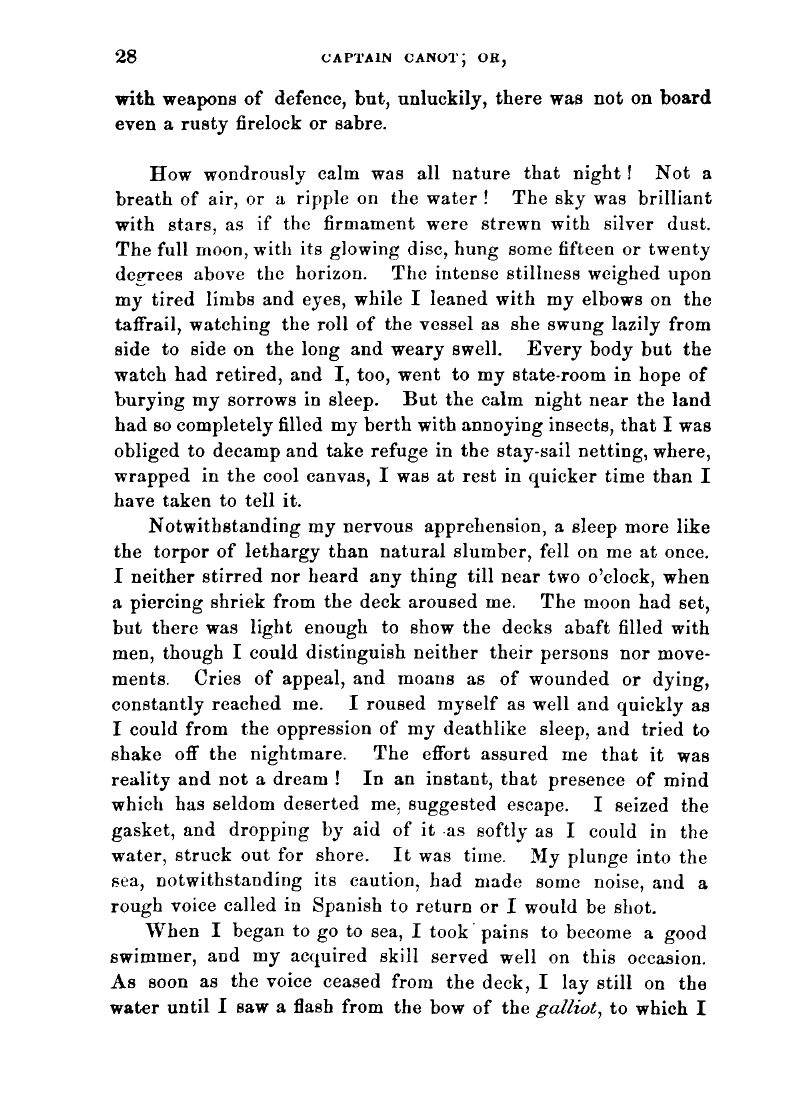 28 CAPTAIN CANOT; OR,
with weapons of defence, but, unluckily, there was not on board
even a rusty firelock or sabre.
How wondrously calm was all nature that night! Not a
breath of air, or a ripple on the water! The sky was brilliant
with stars, as if the firmament were strewn with silver dust.
The full moon, with its glowing disc, hung some fifteen or twenty
degrees above the horizon. The intense stillness weighed upon
my tired limbs and eyes, while I leaned with my elbows on the
taffrail, watching the roll of the vessel as she swung lazily from
side to side on the long and weary swell. Every body but the
watch had retired, and I, too, went to my state-room in hope of
burying my sorrows in sleep. But the calm night near the land
had so completely filled my berth with annoying insects, that I was
obliged to decamp and take refuge in the stay-sail netting, where,
wrapped in the cool canvas, I was at rest in quicker time than I
have taken to tell it.
Notwithstanding my nervous apprehension, a sleep more like
the torpor of lethargy than natural slumber, fell on me at once.
I neither stirred nor heard any thing till near two o'clock, when
a piercing shriek from the deck aroused me. The moon had set,
but there was light enough to show the decks abaft filled with
men, though I could distinguish neither their persons nor move-
ments. Cries of appeal, and moans as of wounded or dying,
constantly reached me. I roused myself as well and quickly as
I could from the oppression of my deathlike sleep, and tried to
shake off the nightmare. The effort assured me that it was
reality and not a dream! In an instant, that presence of mind
which has seldom deserted me, suggested escape. I seized the
gasket, and dropping by aid of it as softly as I could in the
water, struck out for shore. It was time. My plunge into the
sea, notwithstanding its caution, had made some noise, and a
rough voice called in Spanish to return or I would be shot.
When I began to go to sea, I took pains to become a good
swimmer, and my acquired skill served well on this occasion.
As soon as the voice ceased from the deck, I lay still on the
water until I saw a flash from the bow of the galliot, to which I